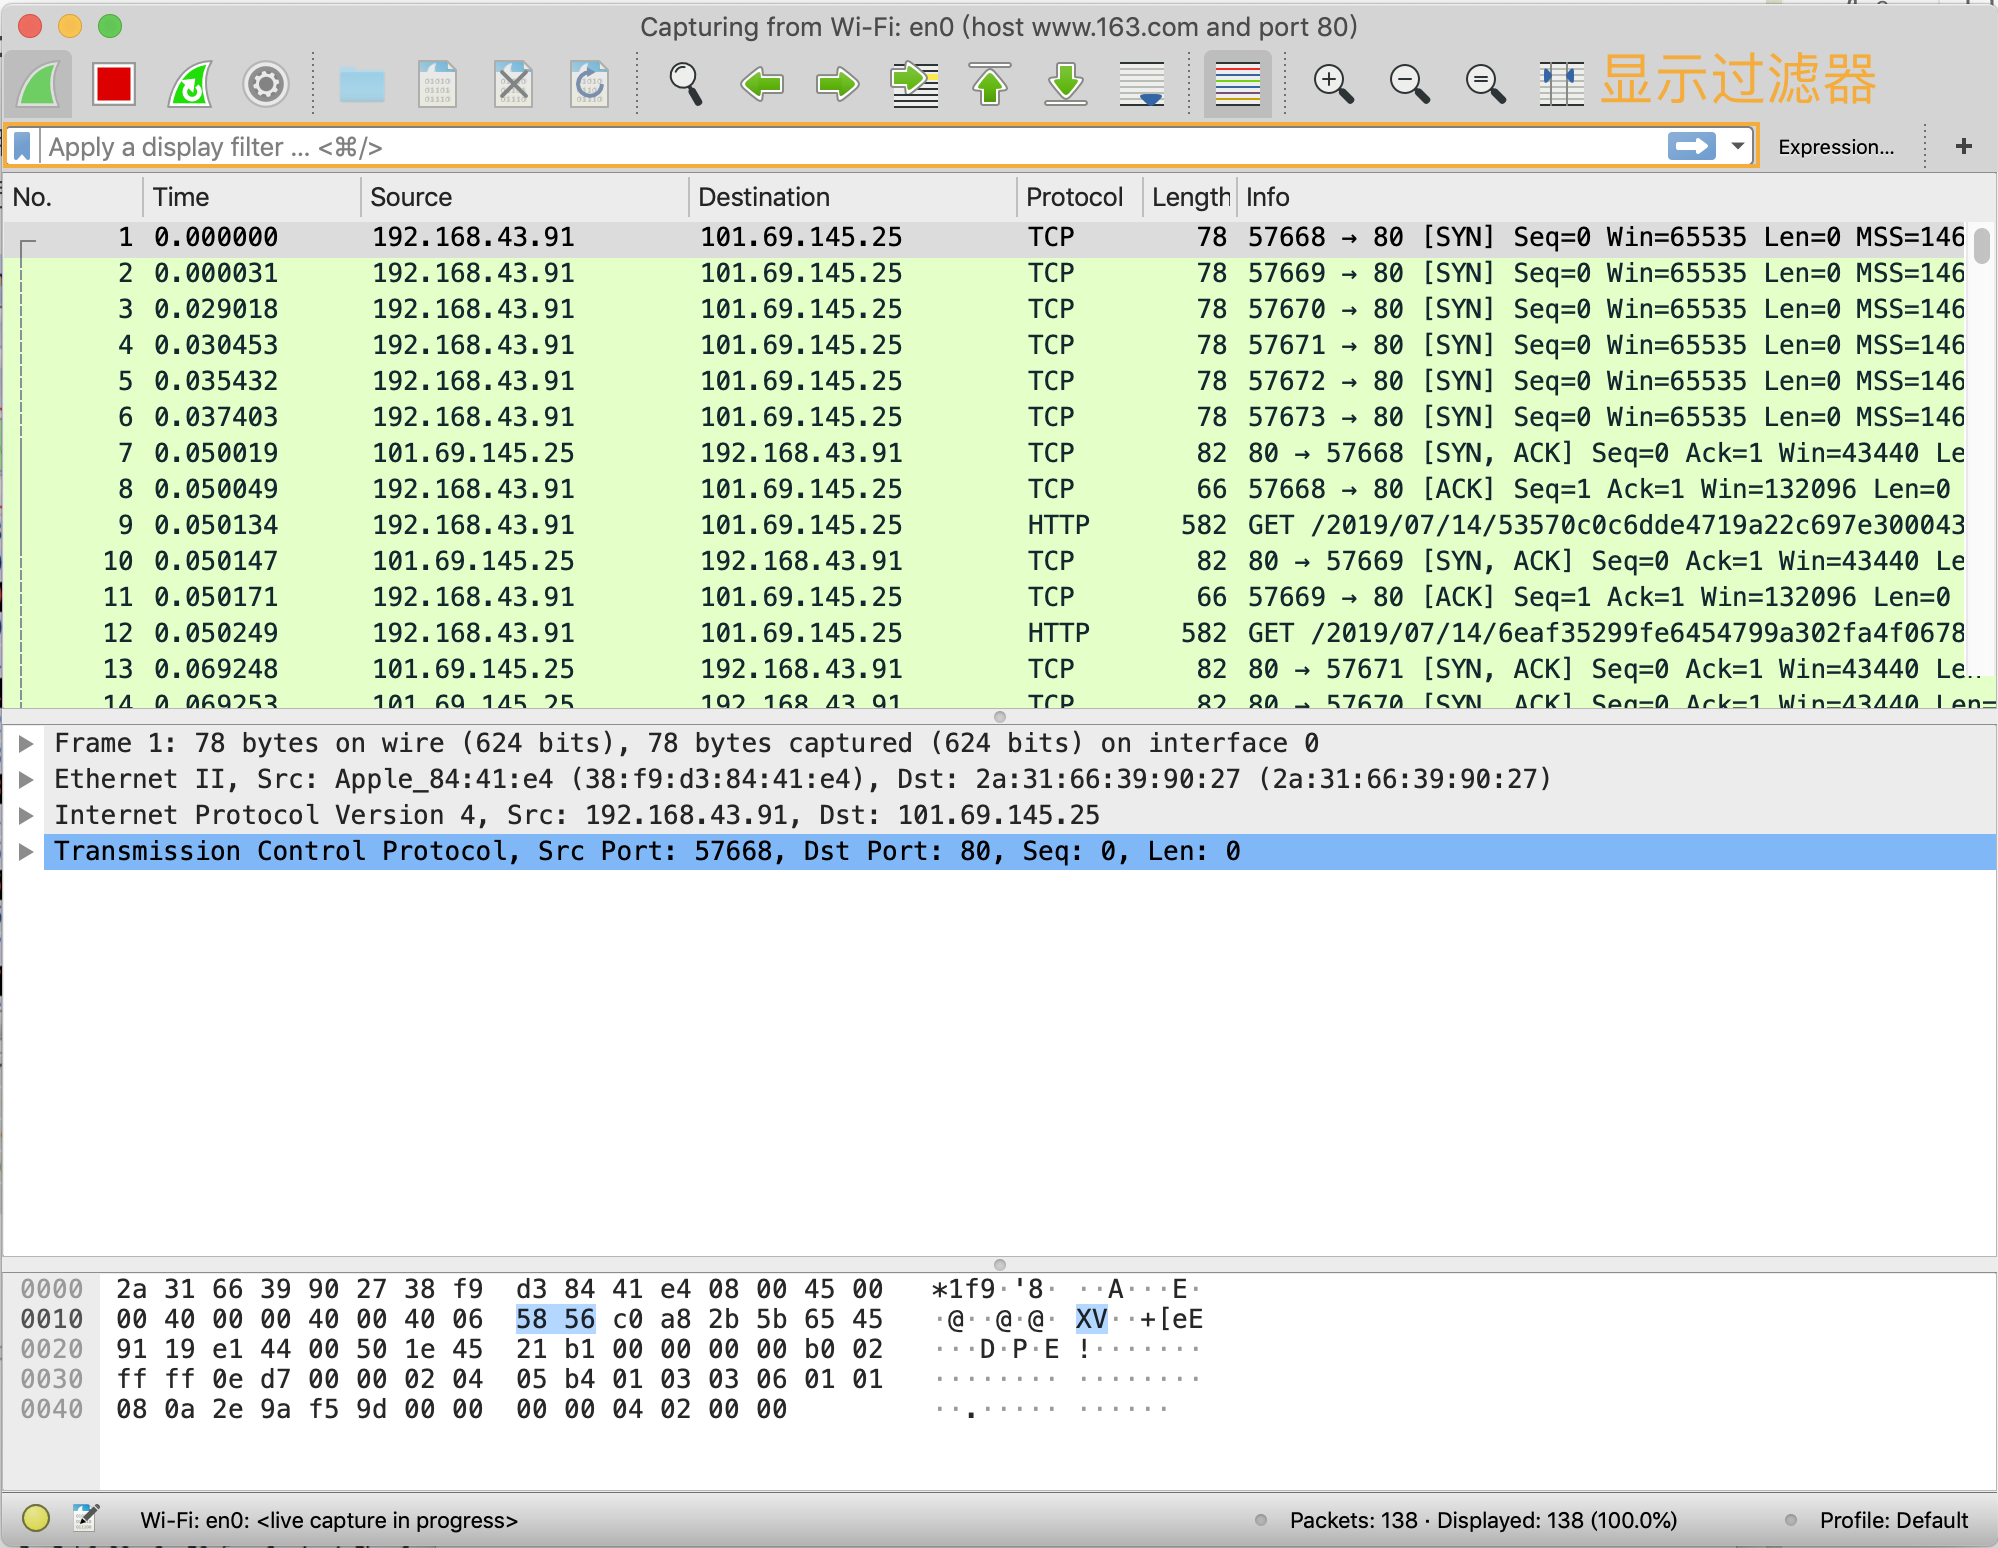 Capturing from Wi-Fi: en0 (host www.163.com and port 80)
显示过滤器
Apply a display filter ... <⌘/>
Expression...
+
No. Time Source Destination Protocol Length Info
1 0.000000 192.168.43.91 101.69.145.25 TCP 78 57668 → 80 [SYN] Seq=0 Win=65535 Len=0 MSS=146
2 0.000031 192.168.43.91 101.69.145.25 TCP 78 57669 → 80 [SYN] Seq=0 Win=65535 Len=0 MSS=146
3 0.029018 192.168.43.91 101.69.145.25 TCP 78 57670 → 80 [SYN] Seq=0 Win=65535 Len=0 MSS=146
4 0.030453 192.168.43.91 101.69.145.25 TCP 78 57671 → 80 [SYN] Seq=0 Win=65535 Len=0 MSS=146
5 0.035432 192.168.43.91 101.69.145.25 TCP 78 57672 → 80 [SYN] Seq=0 Win=65535 Len=0 MSS=146
6 0.037403 192.168.43.91 101.69.145.25 TCP 78 57673 → 80 [SYN] Seq=0 Win=65535 Len=0 MSS=146
7 0.050019 101.69.145.25 192.168.43.91 TCP 82 80 → 57668 [SYN, ACK] Seq=0 Ack=1 Win=43440 Le
8 0.050049 192.168.43.91 101.69.145.25 TCP 66 57668 → 80 [ACK] Seq=1 Ack=1 Win=132096 Len=0
9 0.050134 192.168.43.91 101.69.145.25 HTTP 582 GET /2019/07/14/53570c0c6dde4719a22c697e300043
10 0.050147 101.69.145.25 192.168.43.91 TCP 82 80 → 57669 [SYN, ACK] Seq=0 Ack=1 Win=43440 Le
11 0.050171 192.168.43.91 101.69.145.25 TCP 66 57669 → 80 [ACK] Seq=1 Ack=1 Win=132096 Len=0
12 0.050249 192.168.43.91 101.69.145.25 HTTP 582 GET /2019/07/14/6eaf35299fe6454799a302fa4f0678
13 0.069248 101.69.145.25 192.168.43.91 TCP 82 80 → 57671 [SYN, ACK] Seq=0 Ack=1 Win=43440 Len
14 0.069253 101.69.145.25 192.168.43.91 TCP 82 80 → 57670 [SYN, ACK] Seq=0 Ack=1 Win=43440 Len=
Frame 1: 78 bytes on wire (624 bits), 78 bytes captured (624 bits) on interface 0
Ethernet II, Src: Apple_84:41:e4 (38:f9:d3:84:41:e4), Dst: 2a:31:66:39:90:27 (2a:31:66:39:90:27)
Internet Protocol Version 4, Src: 192.168.43.91, Dst: 101.69.145.25
Transmission Control Protocol, Src Port: 57668, Dst Port: 80, Seq: 0, Len: 0
0000 2a 31 66 39 90 27 38 f9 d3 84 41 e4 08 00 45 00 *1f9·'8· ··A···E·
0010 00 40 00 00 40 00 40 06 58 56 c0 a8 2b 5b 65 45 ·@··@·@· XV··+[eE
0020 91 19 e1 44 00 50 1e 45 21 b1 00 00 00 00 b0 02 ···D·P·E !·······
0030 ff ff 0e d7 00 00 02 04 05 b4 01 03 03 06 01 01 ········ ········
0040 08 0a 2e 9a f5 9d 00 00 00 00 04 02 00 00 ··.····· ······
Wi-Fi: en0: <live capture in progress> Packets: 138 · Displayed: 138 (100.0%) Profile: Default